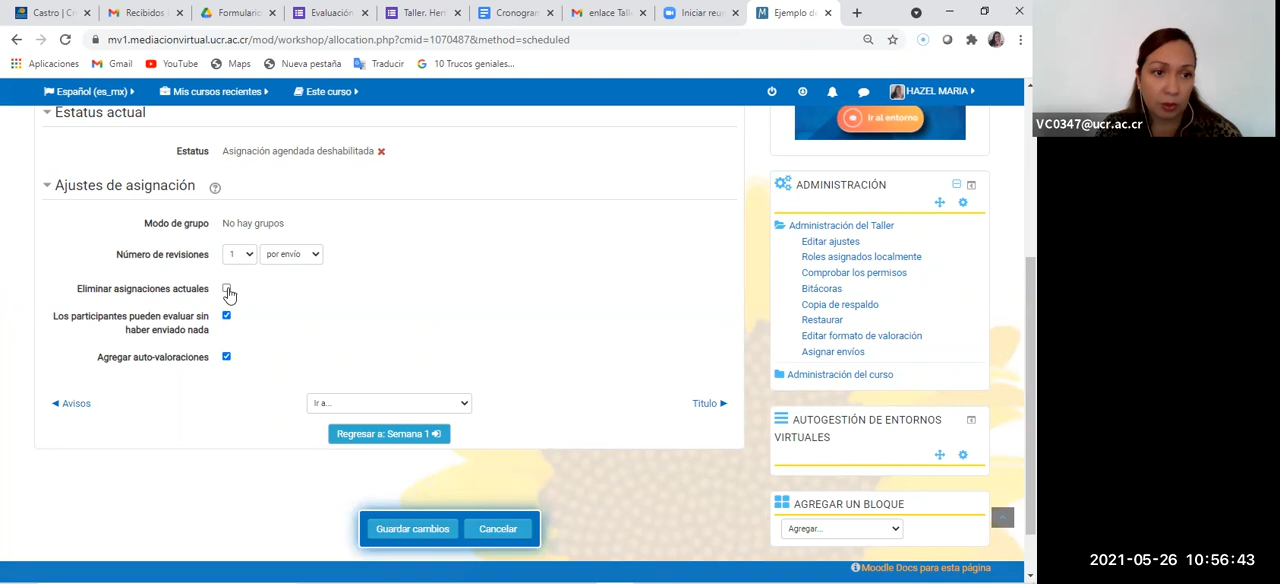 Castro | C
Recibidos
Formulario
Evaluación
Taller. Her
Cronogram
enlace Tall
Iniciar reu
Ejemplo de
mv1.mediacionvirtual.ucr.ac.cr/mod/workshop/allocation.php?cmid=1070487&method=scheduled
Aplicaciones Gmail YouTube Maps Nueva pestaña Traducir 10 Trucos geniales...
Español (es_mx) Mis cursos recientes Este curso HAZEL MARIA
Estatus actual
Estatus Asignación agendada deshabilitada
Ajustes de asignación
Modo de grupo No hay grupos
Número de revisiones 1 por envío
Eliminar asignaciones actuales
Los participantes pueden evaluar sin
haber enviado nada
Agregar auto-valoraciones
Avisos Ir a... Titulo
Regresar a: Semana 1
Guardar cambios Cancelar
Ir al entorno
ADMINISTRACIÓN
Administración del Taller
Editar ajustes
Roles asignados localmente
Comprobar los permisos
Bitácoras
Copia de respaldo
Restaurar
Editar formato de valoración
Asignar envíos
Administración del curso
AUTOGESTIÓN DE ENTORNOS
VIRTUALES
AGREGAR UN BLOQUE
Agregar...
Moodle Docs para esta página
VC0347@ucr.ac.cr
2021-05-26 10:56:43